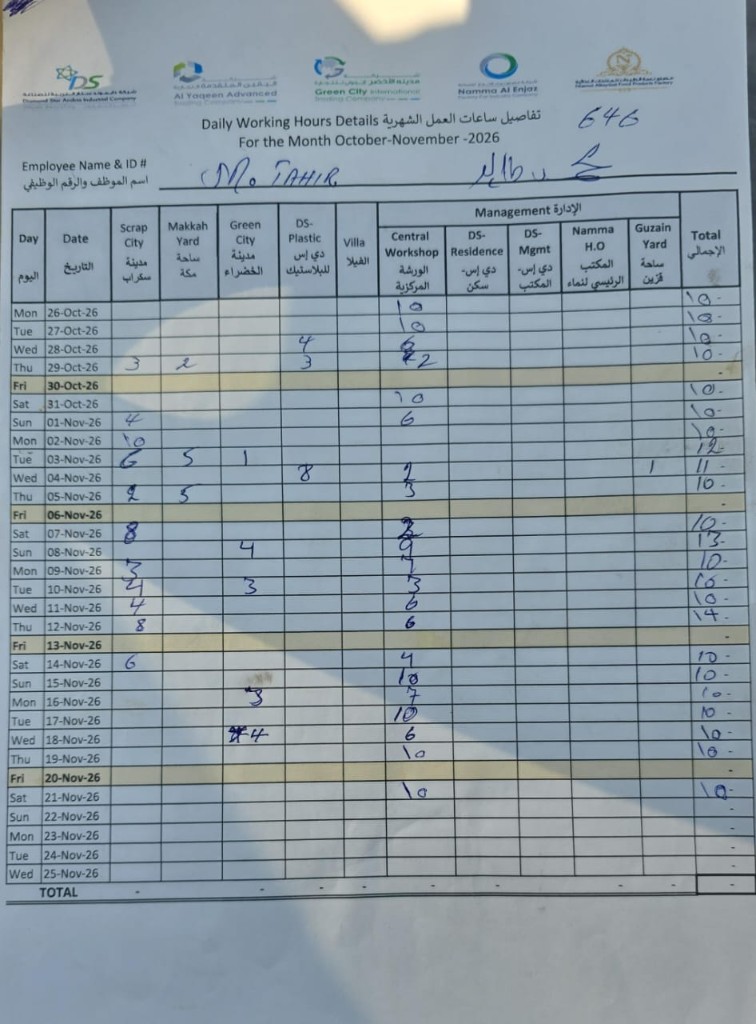 DS
Al Yaqeen Advanced
Green City International
Namma Al Enjaz
Daily Working Hours Details تفاصيل ساعات العمل الشهرية 646
For the Month October-November -2026
Employee Name & ID # Mo TAHIR
اسم الموظف والرقم الوظيفي
Management الإدارة
Day اليوم Date التاريخ Scrap City مدينة سكراب Makkah Yard ساحة مكة Green City مدينة الخضراء DS-Plastic دي إس للبلاستيك Villa الفيلا Central Workshop الورشة المركزية DS-Residence دي إس- سكن DS-Mgmt دي إس- المكتب Namma H.O المكتب الرئيسي لنماء Guzain Yard ساحة قزين Total الإجمالي
Mon 26-Oct-26 10 10-
Tue 27-Oct-26 10 10-
Wed 28-Oct-26 4 6 10-
Thu 29-Oct-26 3 2 3 2 10-
Fri 30-Oct-26
Sat 31-Oct-26 10 10-
Sun 01-Nov-26 4 6 10-
Mon 02-Nov-26 10 10-
Tue 03-Nov-26 6 5 1 12-
Wed 04-Nov-26 8 2 1 11-
Thu 05-Nov-26 2 5 3 10-
Fri 06-Nov-26 -
Sat 07-Nov-26 8 2 10-
Sun 08-Nov-26 4 9 13-
Mon 09-Nov-26 3 7 10-
Tue 10-Nov-26 4 3 3 10-
Wed 11-Nov-26 4 6 10-
Thu 12-Nov-26 8 6 14-
Fri 13-Nov-26 -
Sat 14-Nov-26 6 4 10-
Sun 15-Nov-26 10 10-
Mon 16-Nov-26 3 7 10-
Tue 17-Nov-26 10 10-
Wed 18-Nov-26 4 6 10-
Thu 19-Nov-26 10 10-
Fri 20-Nov-26 -
Sat 21-Nov-26 10 10-
Sun 22-Nov-26 -
Mon 23-Nov-26 -
Tue 24-Nov-26 -
Wed 25-Nov-26 -
TOTAL - - - - - - - - - - -